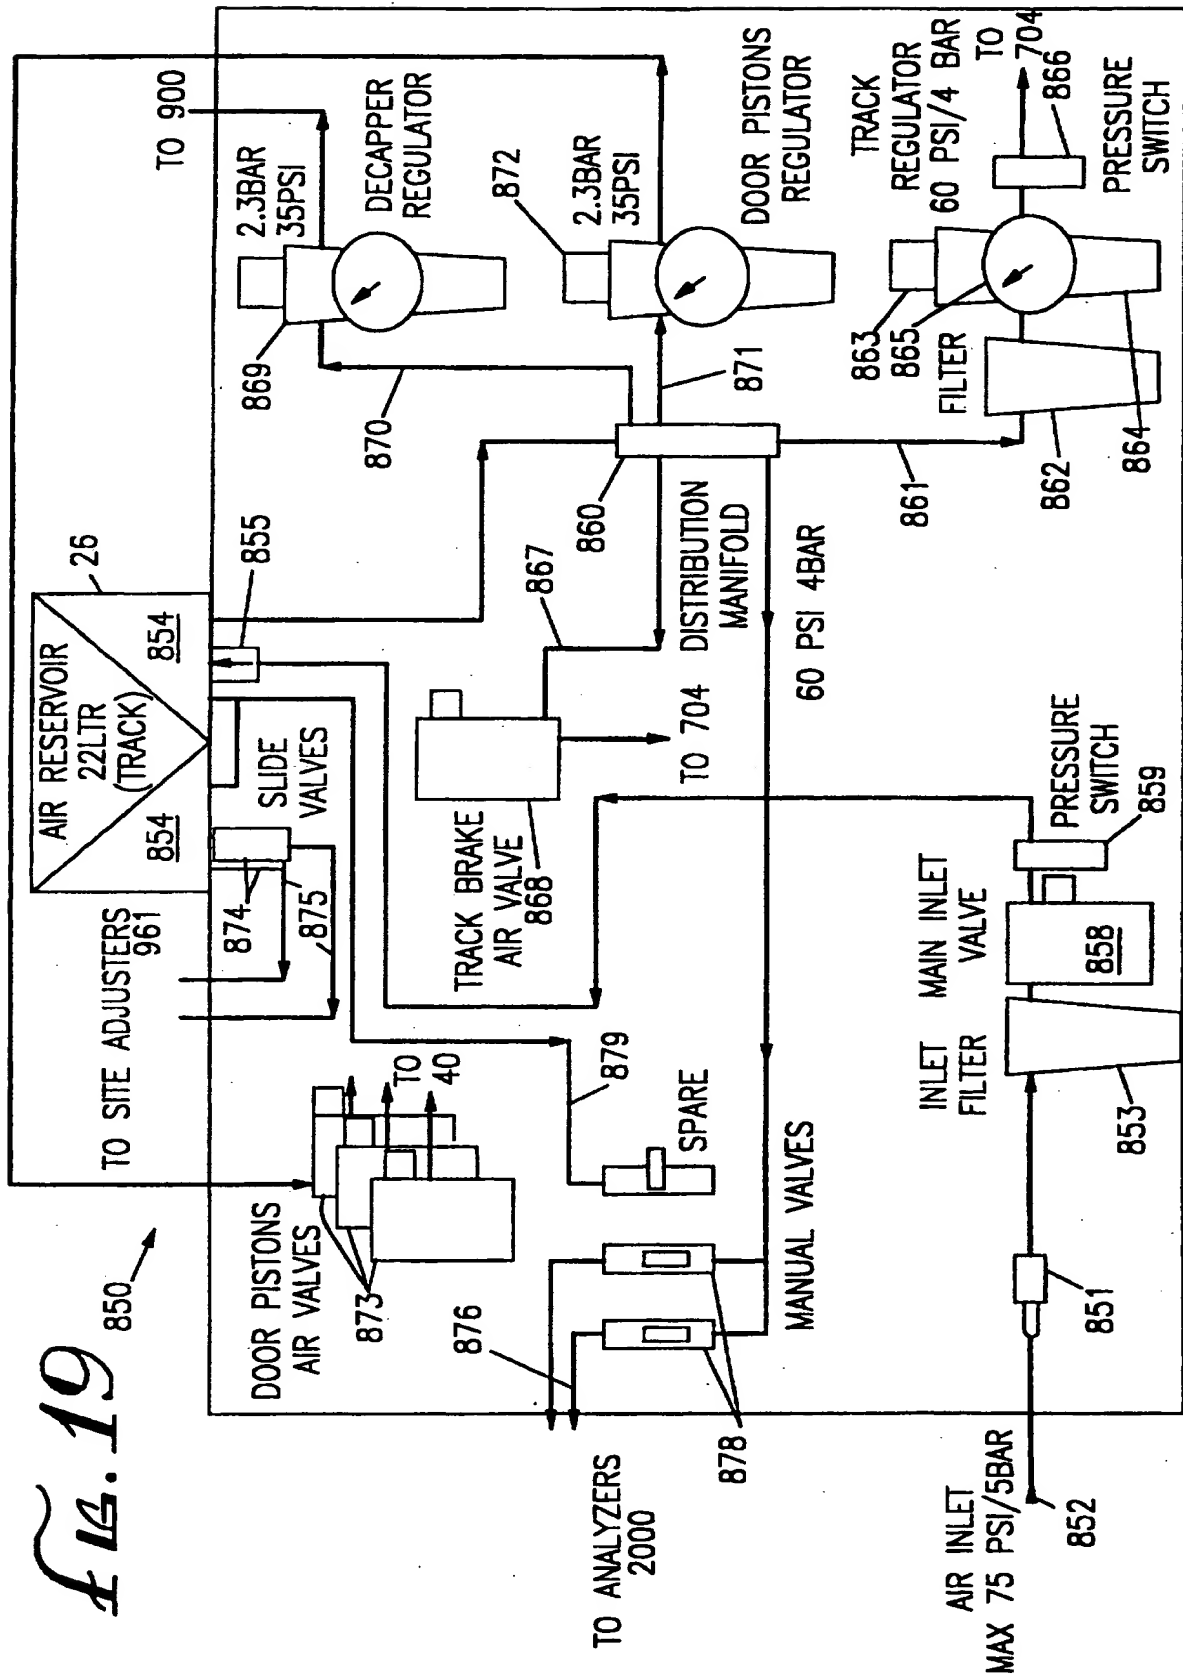 Fig. 19
850
TO 900
2.3BAR
35PSI
DECAPPER
REGULATOR
869
870
872
2.3BAR
35PSI
DOOR PISTONS
REGULATOR
871
TRACK
REGULATOR
60 PSI/4 BAR
TO
704
866
PRESSURE
SWITCH
863
865
FILTER
862
864
861
860
DISTRIBUTION
MANIFOLD
60 PSI 4BAR
26
AIR RESERVOIR
22LTR
(TRACK)
854
854
855
SLIDE
VALVES
874
875
TO SITE ADJUSTERS
961
867
TRACK BRAKE
AIR VALVE
868
TO 704
DOOR PISTONS
AIR VALVES
873
TO
40
879
SPARE
876
878
MANUAL VALVES
TO ANALYZERS
2000
PRESSURE
SWITCH
859
MAIN INLET
VALVE
858
INLET
FILTER
853
851
AIR INLET
MAX 75 PSI/5BAR
852